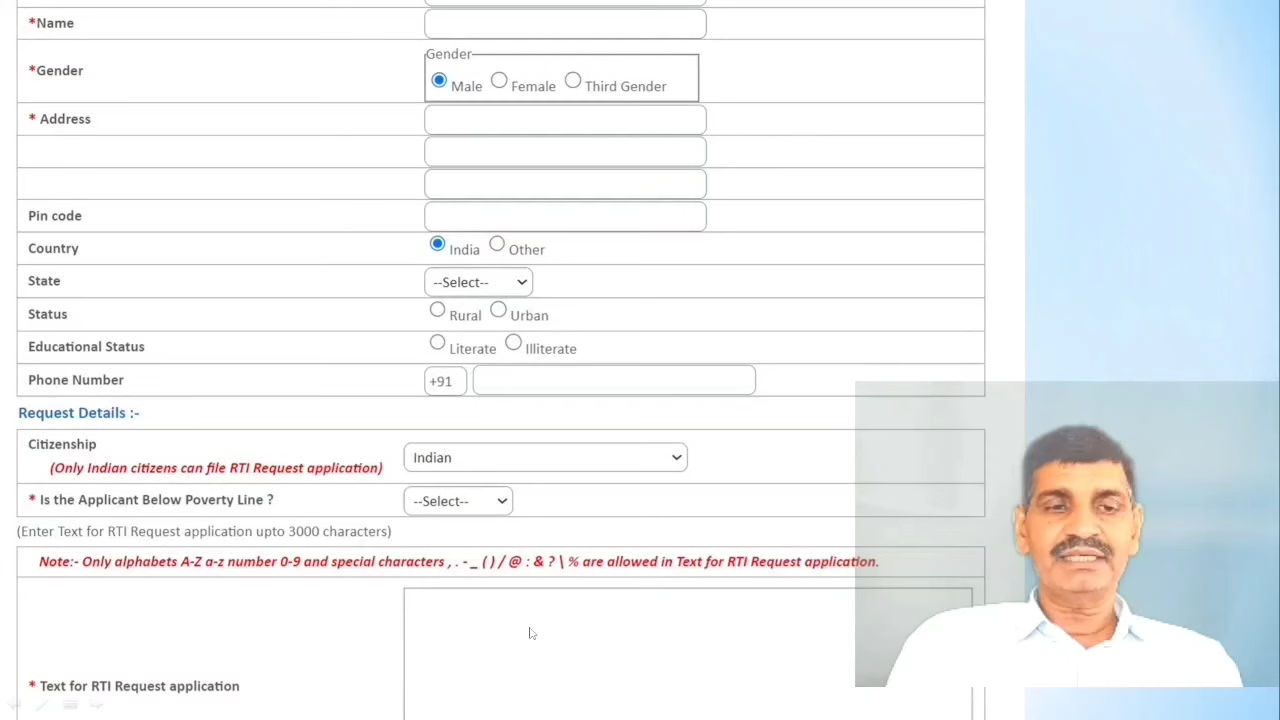 *Name
Gender
*Gender
Male Female Third Gender
* Address
Pin code
Country
India Other
State
--Select--
Status
Rural Urban
Educational Status
Literate Illiterate
Phone Number
+91
Request Details :-
Citizenship
Indian
(Only Indian citizens can file RTI Request application)
* Is the Applicant Below Poverty Line ?
--Select--
(Enter Text for RTI Request application upto 3000 characters)
Note:- Only alphabets A-Z a-z number 0-9 and special characters , . - _ ( ) / @ : & ? \ % are allowed in Text for RTI Request application.
* Text for RTI Request application